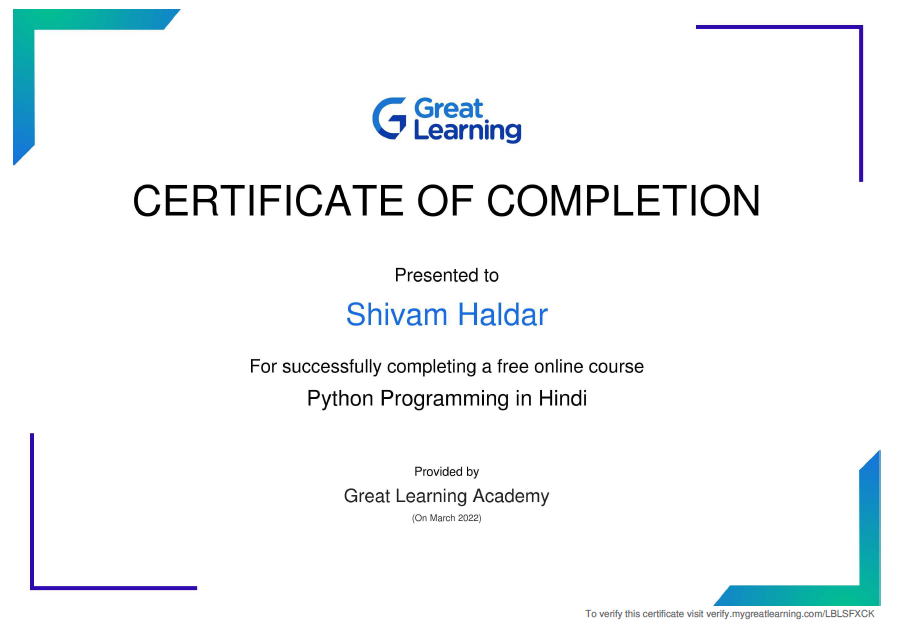 Great
Learning
CERTIFICATE OF COMPLETION
Presented to
Shivam Haldar
For successfully completing a free online course
Python Programming in Hindi
Provided by
Great Learning Academy
(On March 2022)
To verify this certificate visit verify.mygreatlearning.com/LBLSFXCK